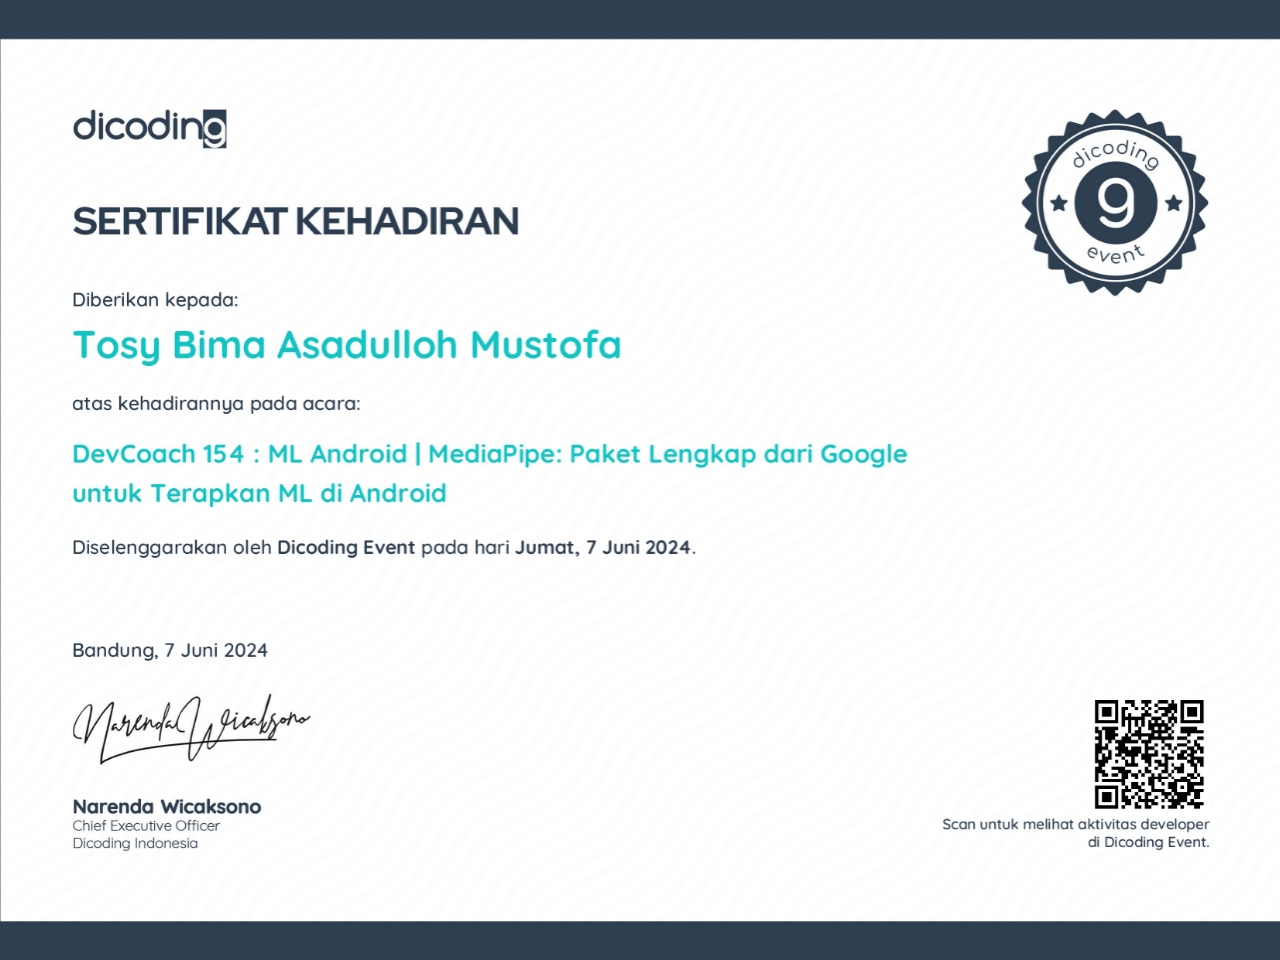 dicoding
SERTIFIKAT KEHADIRAN
dicoding
g
event
Diberikan kepada:
Tosy Bima Asadulloh Mustofa
atas kehadirannya pada acara:
DevCoach 154 : ML Android | MediaPipe: Paket Lengkap dari Google
untuk Terapkan ML di Android
Diselenggarakan oleh Dicoding Event pada hari Jumat, 7 Juni 2024.
Bandung, 7 Juni 2024
Narenda Wicaksono
Narenda Wicaksono
Chief Executive Officer
Dicoding Indonesia
Scan untuk melihat aktivitas developer
di Dicoding Event.